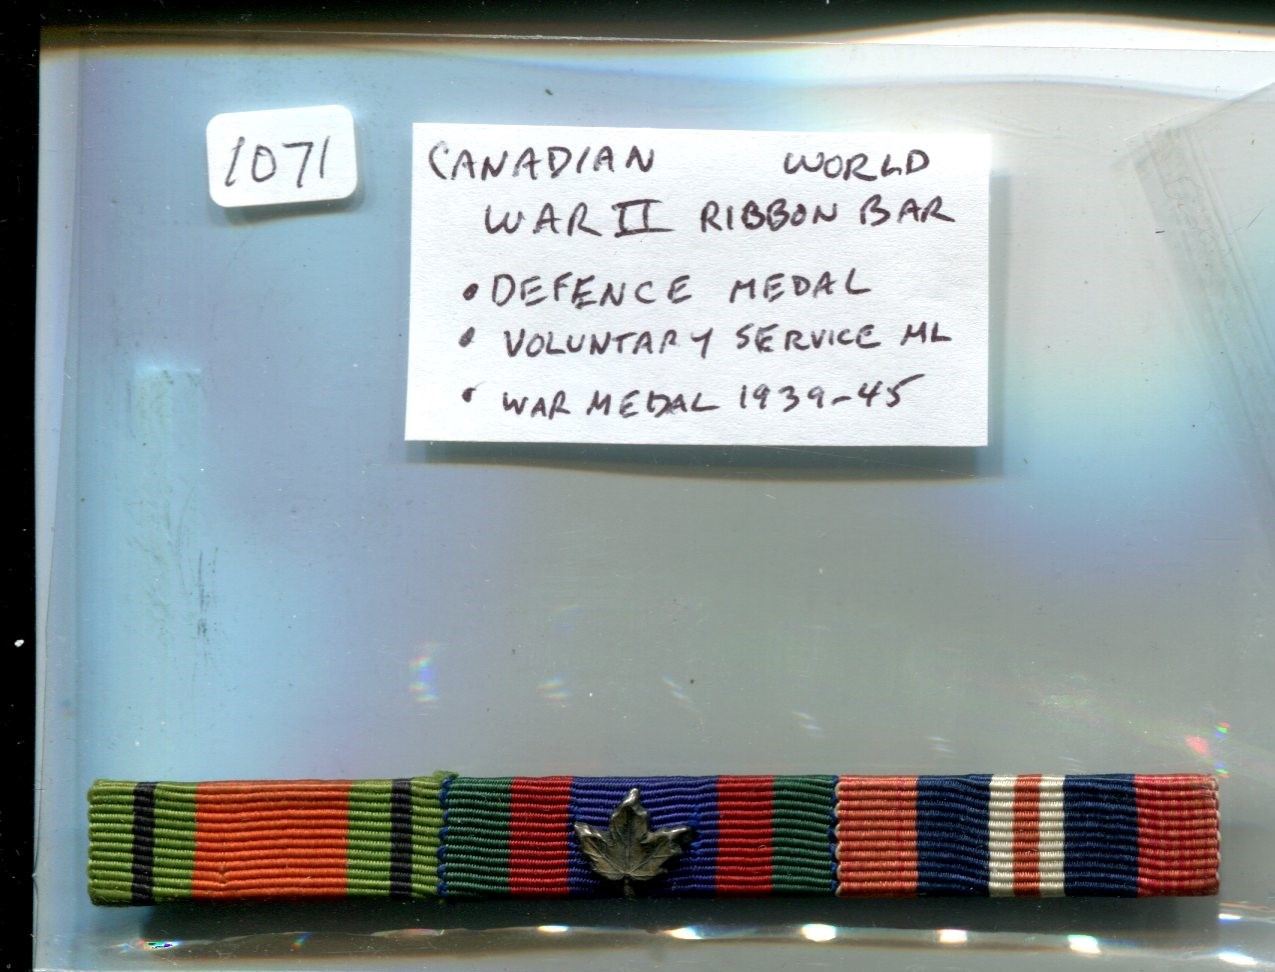 1071
CANADIAN WORLD
WAR II RIBBON BAR
• DEFENCE MEDAL
• VOLUNTARY SERVICE ML
• WAR MEDAL 1939-45